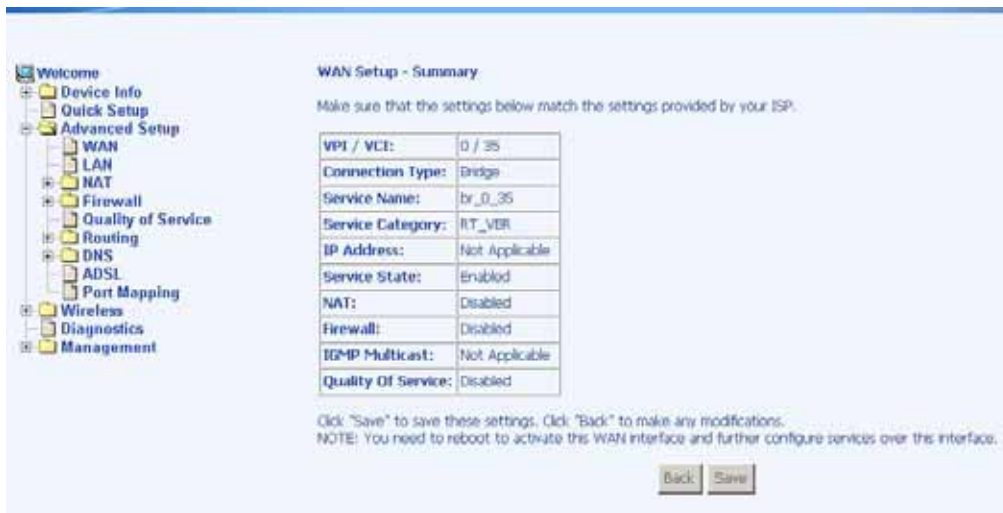 Welcome
Device Info
Quick Setup
Advanced Setup
WAN
LAN
NAT
Firewall
Quality of Service
Routing
DNS
ADSL
Port Mapping
Wireless
Diagnostics
Management
WAN Setup - Summary
Make sure that the settings below match the settings provided by your ISP.
VPI / VCI: 0 / 35
Connection Type: Bridge
Service Name: br_0_35
Service Category: RT_VBR
IP Address: Not Applicable
Service State: Enabled
NAT: Disabled
Firewall: Disabled
IGMP Multicast: Not Applicable
Quality Of Service: Disabled
Click "Save" to save these settings. Click "Back" to make any modifications.
NOTE: You need to reboot to activate this WAN interface and further configure services over this interface.
Back Save